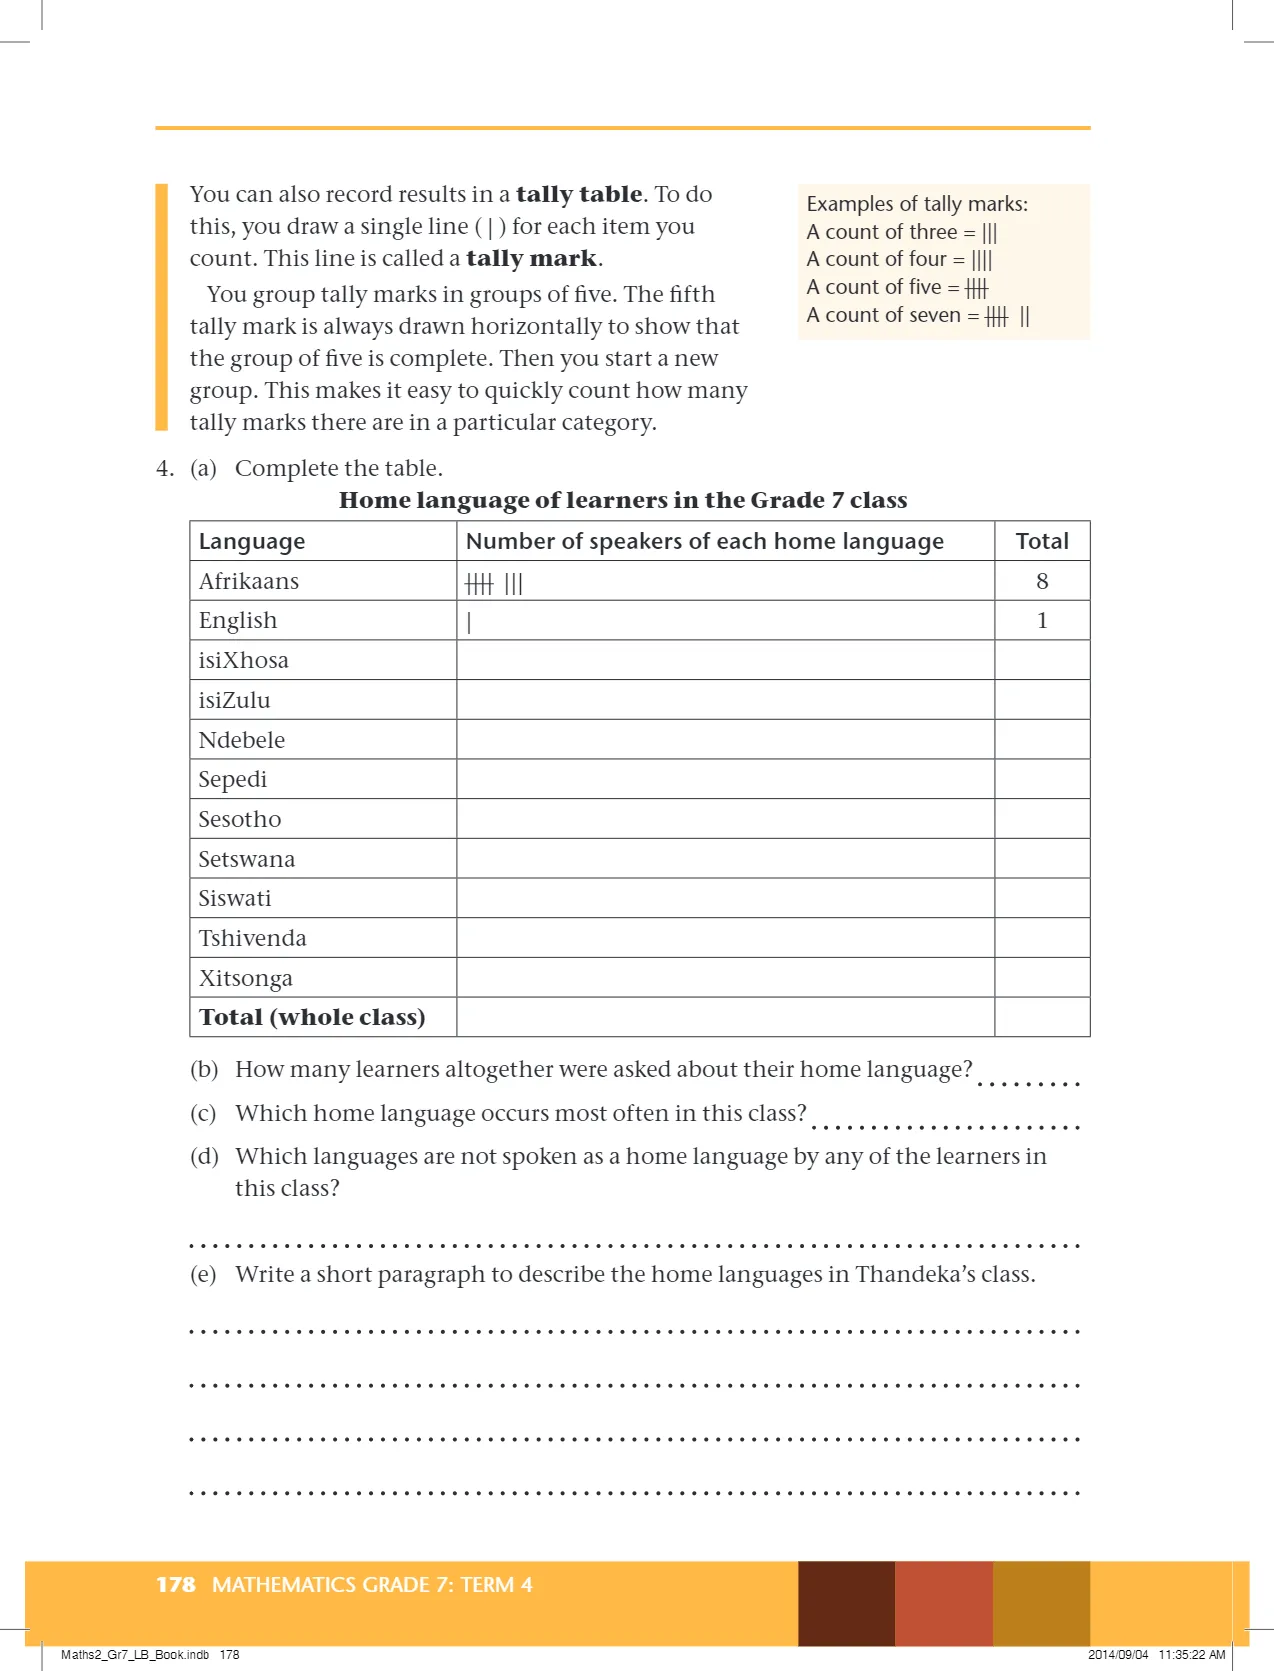 You can also record results in a tally table. To do
this, you draw a single line ( | ) for each item you
count. This line is called a tally mark.
You group tally marks in groups of five. The fifth
tally mark is always drawn horizontally to show that
the group of five is complete. Then you start a new
group. This makes it easy to quickly count how many
tally marks there are in a particular category.
Examples of tally marks:
A count of three = |||
A count of four = ||||
A count of five = 卌
A count of seven = 卌 ||
4. (a) Complete the table.
Home language of learners in the Grade 7 class
Language Number of speakers of each home language Total
Afrikaans 卌 ||| 8
English | 1
isiXhosa
isiZulu
Ndebele
Sepedi
Sesotho
Setswana
Siswati
Tshivenda
Xitsonga
Total (whole class)
(b) How many learners altogether were asked about their home language?
(c) Which home language occurs most often in this class?
(d) Which languages are not spoken as a home language by any of the learners in
this class?
(e) Write a short paragraph to describe the home languages in Thandeka’s class.
178 MATHEMATICS GRADE 7: TERM 4
Maths2_Gr7_LB_Book.indb 178
2014/09/04 11:35:22 AM